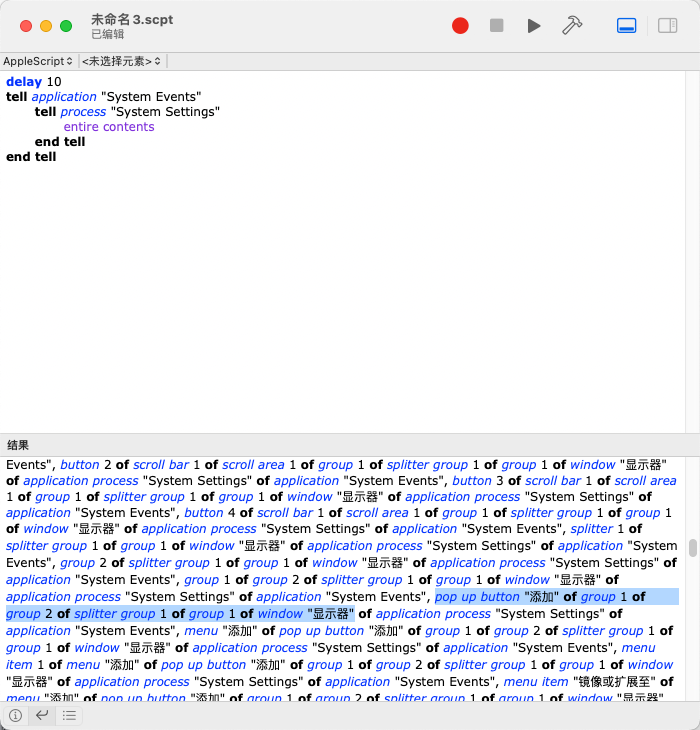 未命名 3.scpt
已编辑
AppleScript <未选择元素>
delay 10
tell application "System Events"
tell process "System Settings"
entire contents
end tell
end tell
结果
Events", button 2 of scroll bar 1 of scroll area 1 of group 1 of splitter group 1 of group 1 of window "显示器"
of application process "System Settings" of application "System Events", button 3 of scroll bar 1 of scroll area
1 of group 1 of splitter group 1 of group 1 of window "显示器" of application process "System Settings" of
application "System Events", button 4 of scroll bar 1 of scroll area 1 of group 1 of splitter group 1 of group 1
of window "显示器" of application process "System Settings" of application "System Events", splitter 1 of
splitter group 1 of group 1 of window "显示器" of application process "System Settings" of application "System
Events", group 2 of splitter group 1 of group 1 of window "显示器" of application process "System Settings" of
application "System Events", group 1 of group 2 of splitter group 1 of group 1 of window "显示器" of
application process "System Settings" of application "System Events", pop up button "添加" of group 1 of
group 2 of splitter group 1 of group 1 of window "显示器" of application process "System Settings" of
application "System Events", menu "添加" of pop up button "添加" of group 1 of group 2 of splitter group 1 of
group 1 of window "显示器" of application process "System Settings" of application "System Events", menu
item 1 of menu "添加" of pop up button "添加" of group 1 of group 2 of splitter group 1 of group 1 of window
"显示器" of application process "System Settings" of application "System Events", menu item "镜像或扩展至" of
menu "添加" of pop up button "添加" of group 1 of group 2 of splitter group 1 of group 1 of window "显示器"